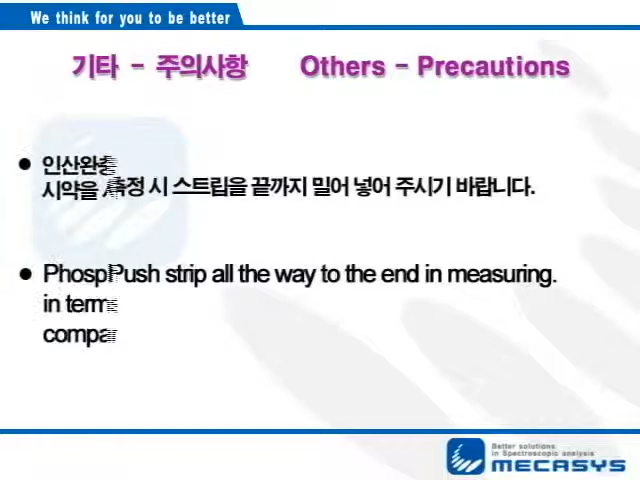 We think for you to be better
기타 - 주의사항 Others - Precautions
인산완충
시약을 측정 시 스트립을 끝까지 밀어 넣어 주시기 바랍니다.
Push strip all the way to the end in measuring.
in
Better solutions
in Spectroscopic analysis
MECASYS